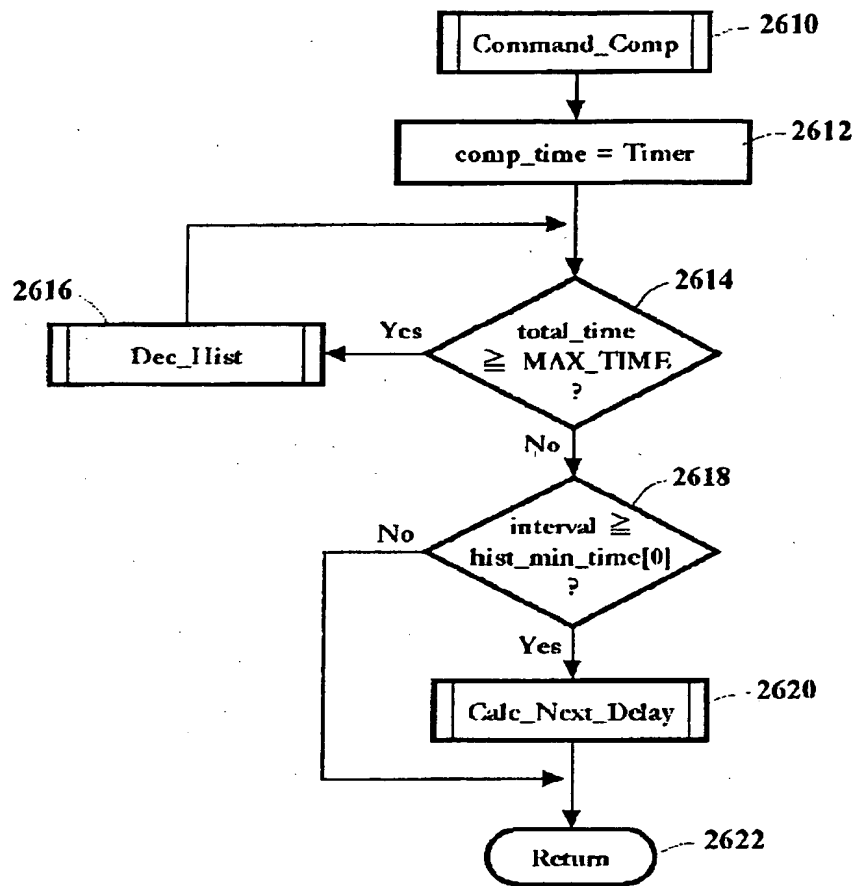 Command_Comp
2610
comp_time = Timer
2612
2616
Dec_Hist
Yes
total_time
≧ MAX_TIME
?
2614
No
2618
No
interval ≧
hist_min_time[0]
?
Yes
Calc_Next_Delay
2620
Return
2622